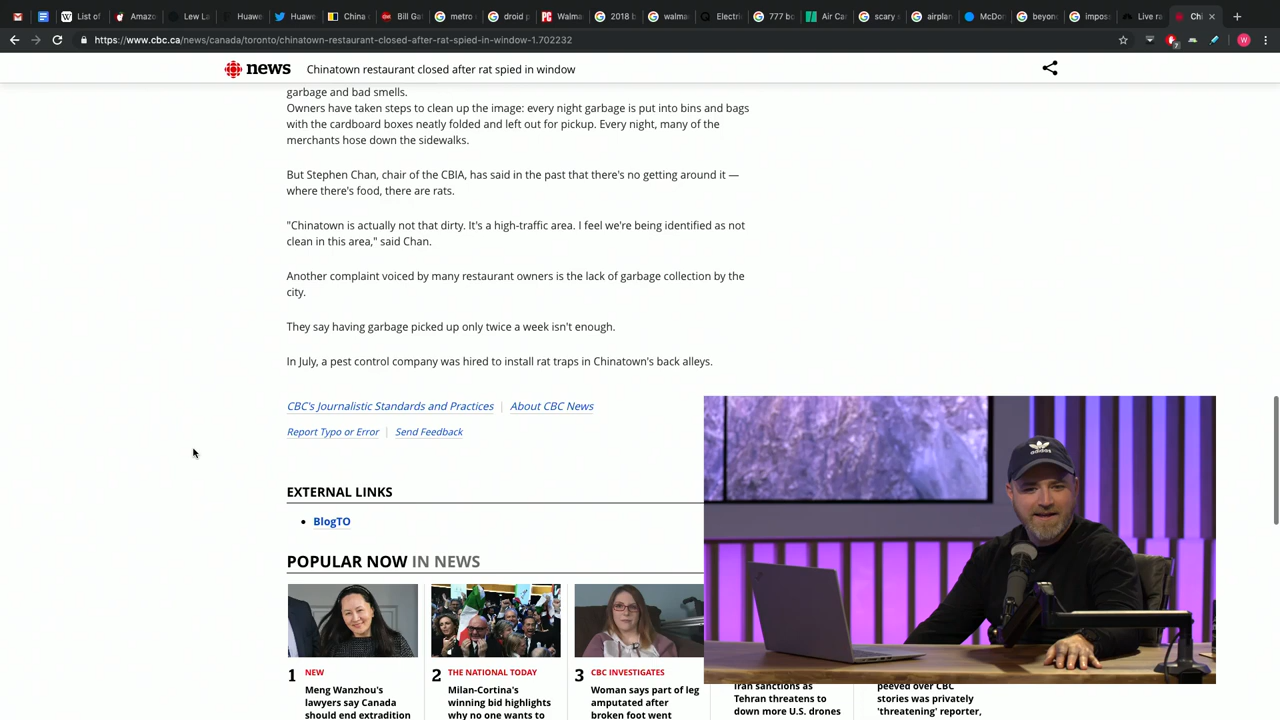 List of
Amazo
Lew La
Huawe
Huawe
China r
Bill Ga
metro e
droid p
Walma
2018 b
walma
Electri
777 bo
Air Car
scary s
airplan
McDor
beyond
impos
Live ra
Chi
https://www.cbc.ca/news/canada/toronto/chinatown-restaurant-closed-after-rat-spied-in-window-1.702232
W
news
Chinatown restaurant closed after rat spied in window
garbage and bad smells.
Owners have taken steps to clean up the image: every night garbage is put into bins and bags
with the cardboard boxes neatly folded and left out for pickup. Every night, many of the
merchants hose down the sidewalks.
But Stephen Chan, chair of the CBIA, has said in the past that there's no getting around it —
where there's food, there are rats.
"Chinatown is actually not that dirty. It's a high-traffic area. I feel we're being identified as not
clean in this area," said Chan.
Another complaint voiced by many restaurant owners is the lack of garbage collection by the
city.
They say having garbage picked up only twice a week isn't enough.
In July, a pest control company was hired to install rat traps in Chinatown's back alleys.
CBC's Journalistic Standards and Practices | About CBC News
Report Typo or Error | Send Feedback
EXTERNAL LINKS
• BlogTO
POPULAR NOW IN NEWS
adidas
1 NEW
Meng Wanzhou's
lawyers say Canada
should end extradition
2 THE NATIONAL TODAY
Milan-Cortina's
winning bid highlights
why no one wants to
3 CBC INVESTIGATES
Woman says part of leg
amputated after
broken foot went
Iran sanctions as
Tehran threatens to
down more U.S. drones
peeved over CBC
stories was privately
'threatening' reporter,